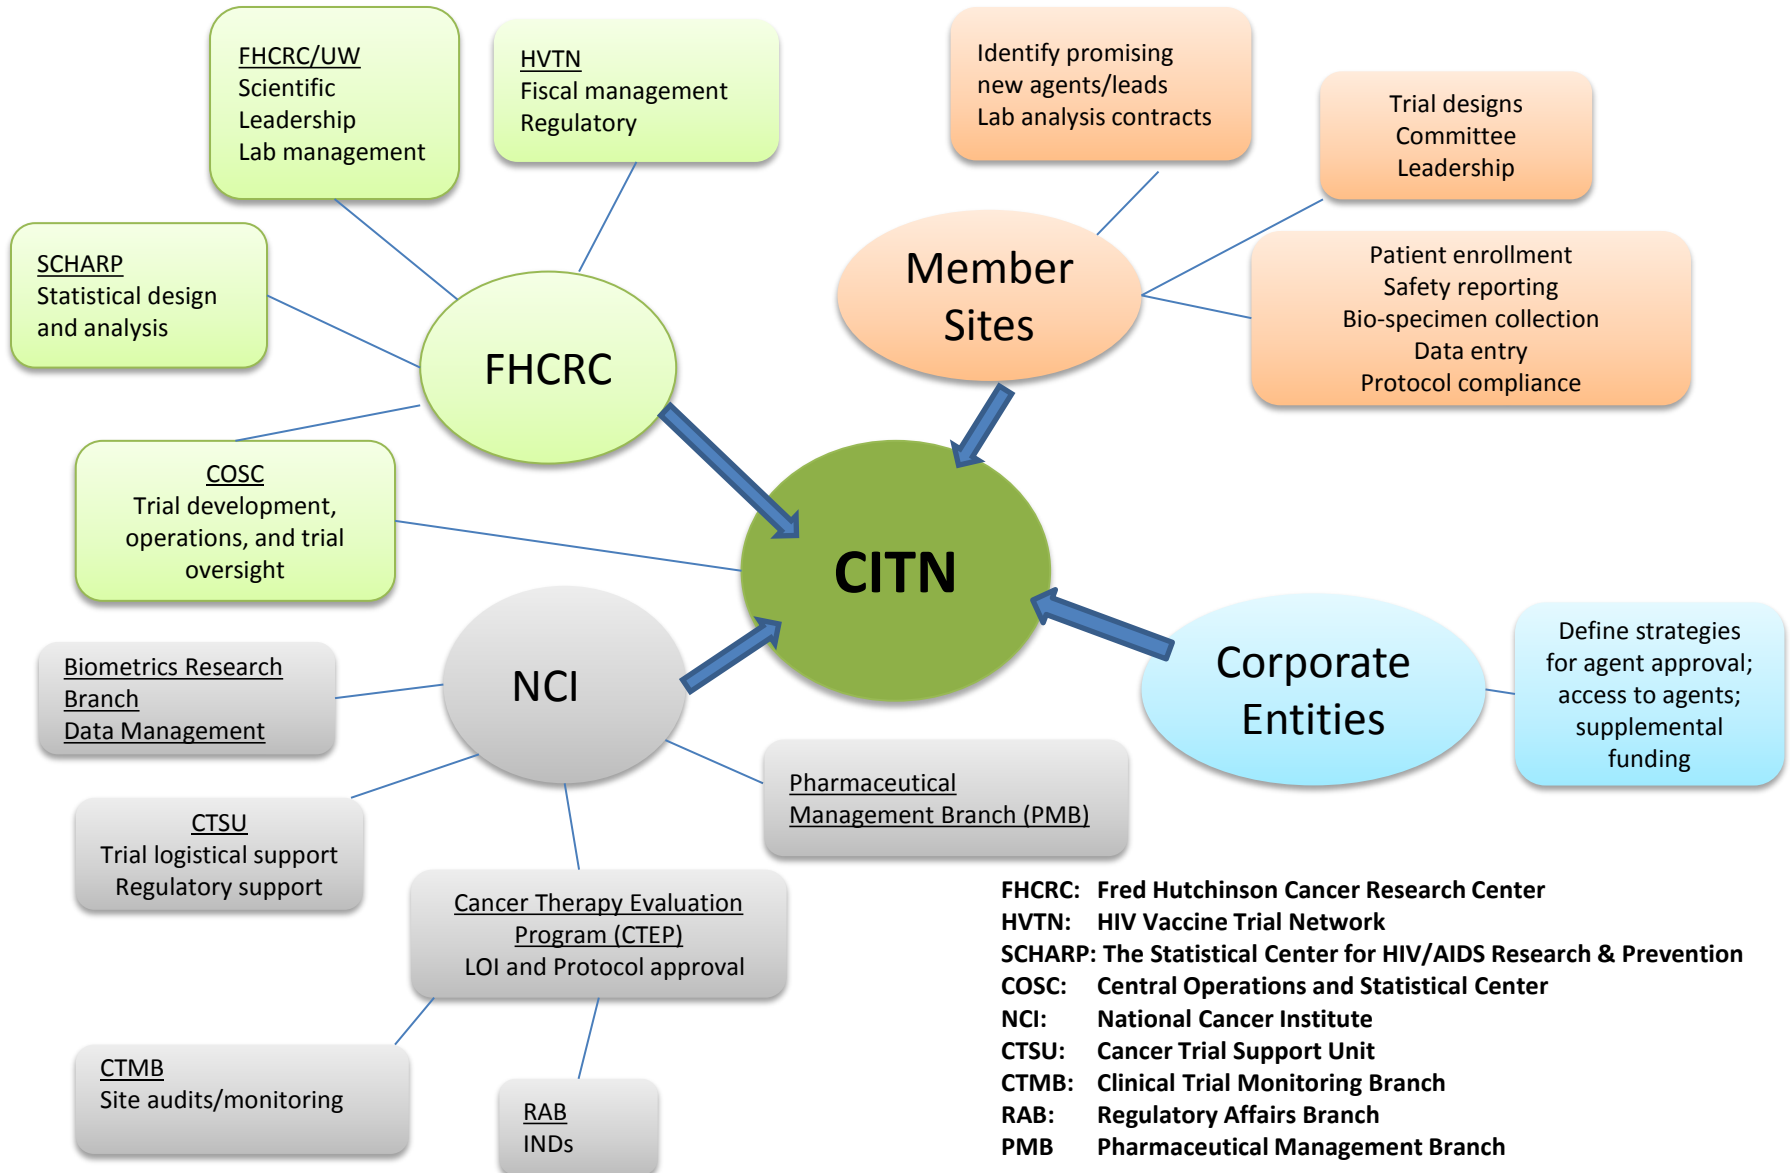 FHCRC/UW
Scientific
Leadership
Lab management
HVTN
Fiscal management
Regulatory
Identify promising
new agents/leads
Lab analysis contracts
Trial designs
Committee
Leadership
SCHARP
Statistical design
and analysis
FHCRC
Member
Sites
Patient enrollment
Safety reporting
Bio-specimen collection
Data entry
Protocol compliance
COSC
Trial development,
operations, and trial
oversight
CITN
Biometrics Research
Branch
Data Management
NCI
Corporate
Entities
Define strategies
for agent approval;
access to agents;
supplemental
funding
CTSU
Trial logistical support
Regulatory support
Pharmaceutical
Management Branch (PMB)
Cancer Therapy Evaluation
Program (CTEP)
LOI and Protocol approval
CTMB
Site audits/monitoring
RAB
INDs
FHCRC: Fred Hutchinson Cancer Research Center
HVTN: HIV Vaccine Trial Network
SCHARP: The Statistical Center for HIV/AIDS Research & Prevention
COSC: Central Operations and Statistical Center
NCI: National Cancer Institute
CTSU: Cancer Trial Support Unit
CTMB: Clinical Trial Monitoring Branch
RAB: Regulatory Affairs Branch
PMB Pharmaceutical Management Branch